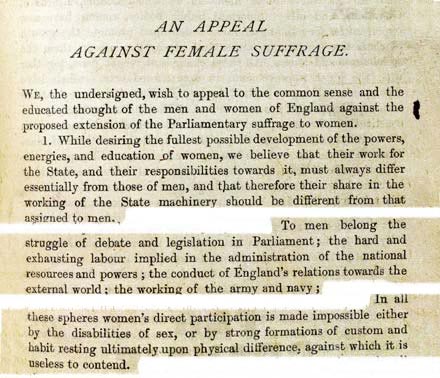 AN APPEAL
AGAINST FEMALE SUFFRAGE.
WE, the undersigned, wish to appeal to the common sense and the
educated thought of the men and women of England against the
proposed extension of the Parliamentary suffrage to women.
1. While desiring the fullest possible development of the powers,
energies, and education of women, we believe that their work for
the State, and their responsibilities towards it, must always differ
essentially from those of men, and that therefore their share in the
working of the State machinery should be different from that
assigned to men.
To men belong the
struggle of debate and legislation in Parliament; the hard and
exhausting labour implied in the administration of the national
resources and powers; the conduct of England's relations towards the
external world; the working of the army and navy;
In all
these spheres women's direct participation is made impossible either
by the disabilities of sex, or by strong formations of custom and
habit resting ultimately upon physical difference, against which it is
useless to contend.